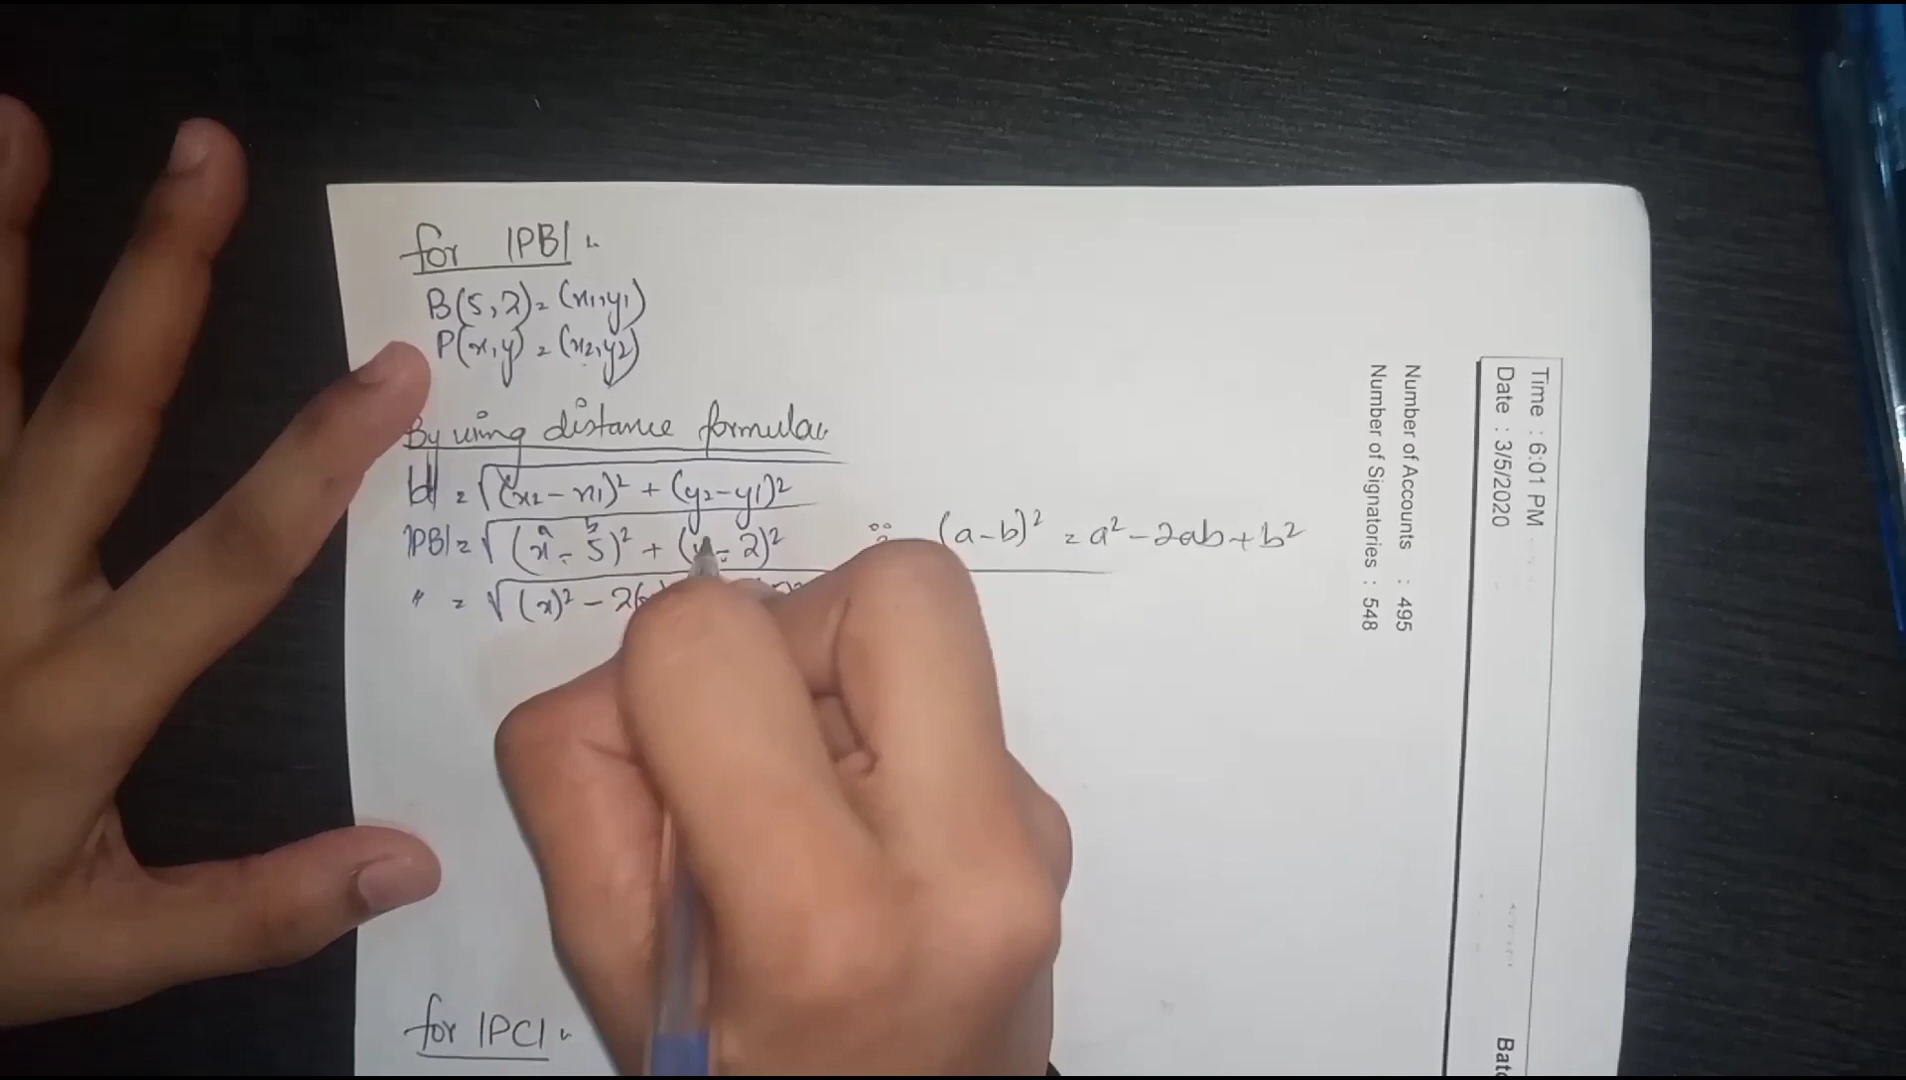 for |PB| :
B(5,2) = (x1,y1)
P(x,y) = (x2,y2)
By using distance formula
|d| = √(x2 - x1)² + (y2 - y1)²
|PB| = √(x - 5)² + (y - 2)²
a b
∵ (a - b)² = a² - 2ab + b²
" = √(x)² - 2(x)
for |PC| :
Time : 6:01 PM
Date : 3/5/2020
Number of Accounts : 495
Number of Signatories : 548